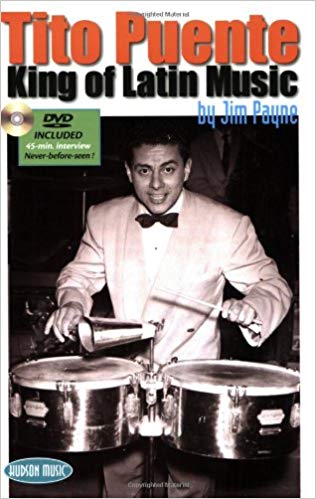 Tito Puente
King of Latin Music
by Jim Payne
DVD
INCLUDED
45-min. interview
Never-before-seen!
HUDSON MUSIC